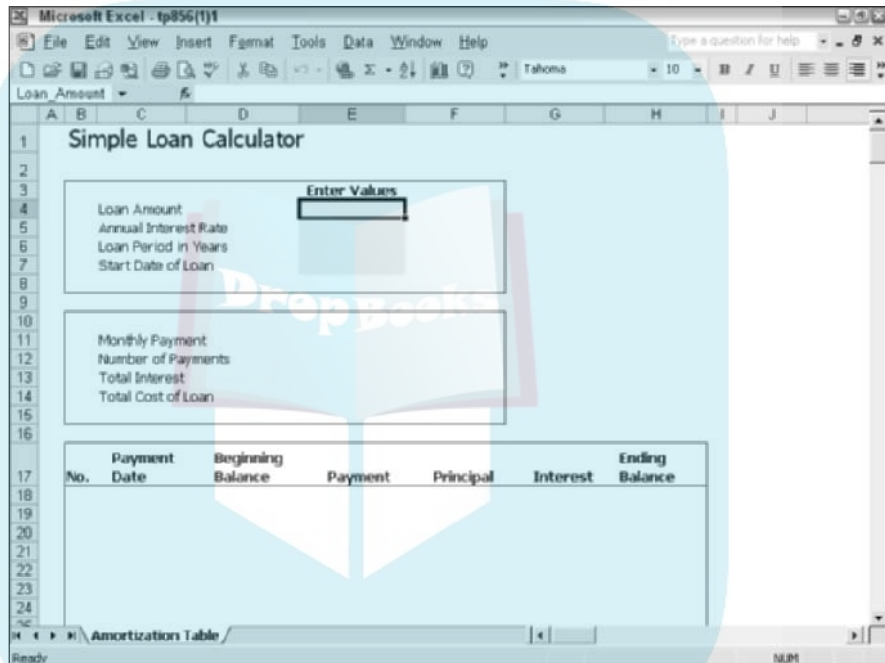 Microsoft Excel - tp856(1)1
File Edit View Insert Format Tools Data Window Help Type a question for help
Tahoma 10 B I U
Loan_Amount fx
A B C D E F G H I J
1 Simple Loan Calculator
2
3 Enter Values
4 Loan Amount
5 Annual Interest Rate
6 Loan Period in Years
7 Start Date of Loan
8
9
10
11 Monthly Payment
12 Number of Payments
13 Total Interest
14 Total Cost of Loan
15
16
17 No. Payment Date Beginning Balance Payment Principal Interest Ending Balance
18
19
20
21
22
23
24
Amortization Table
Ready NUM
DropBooks